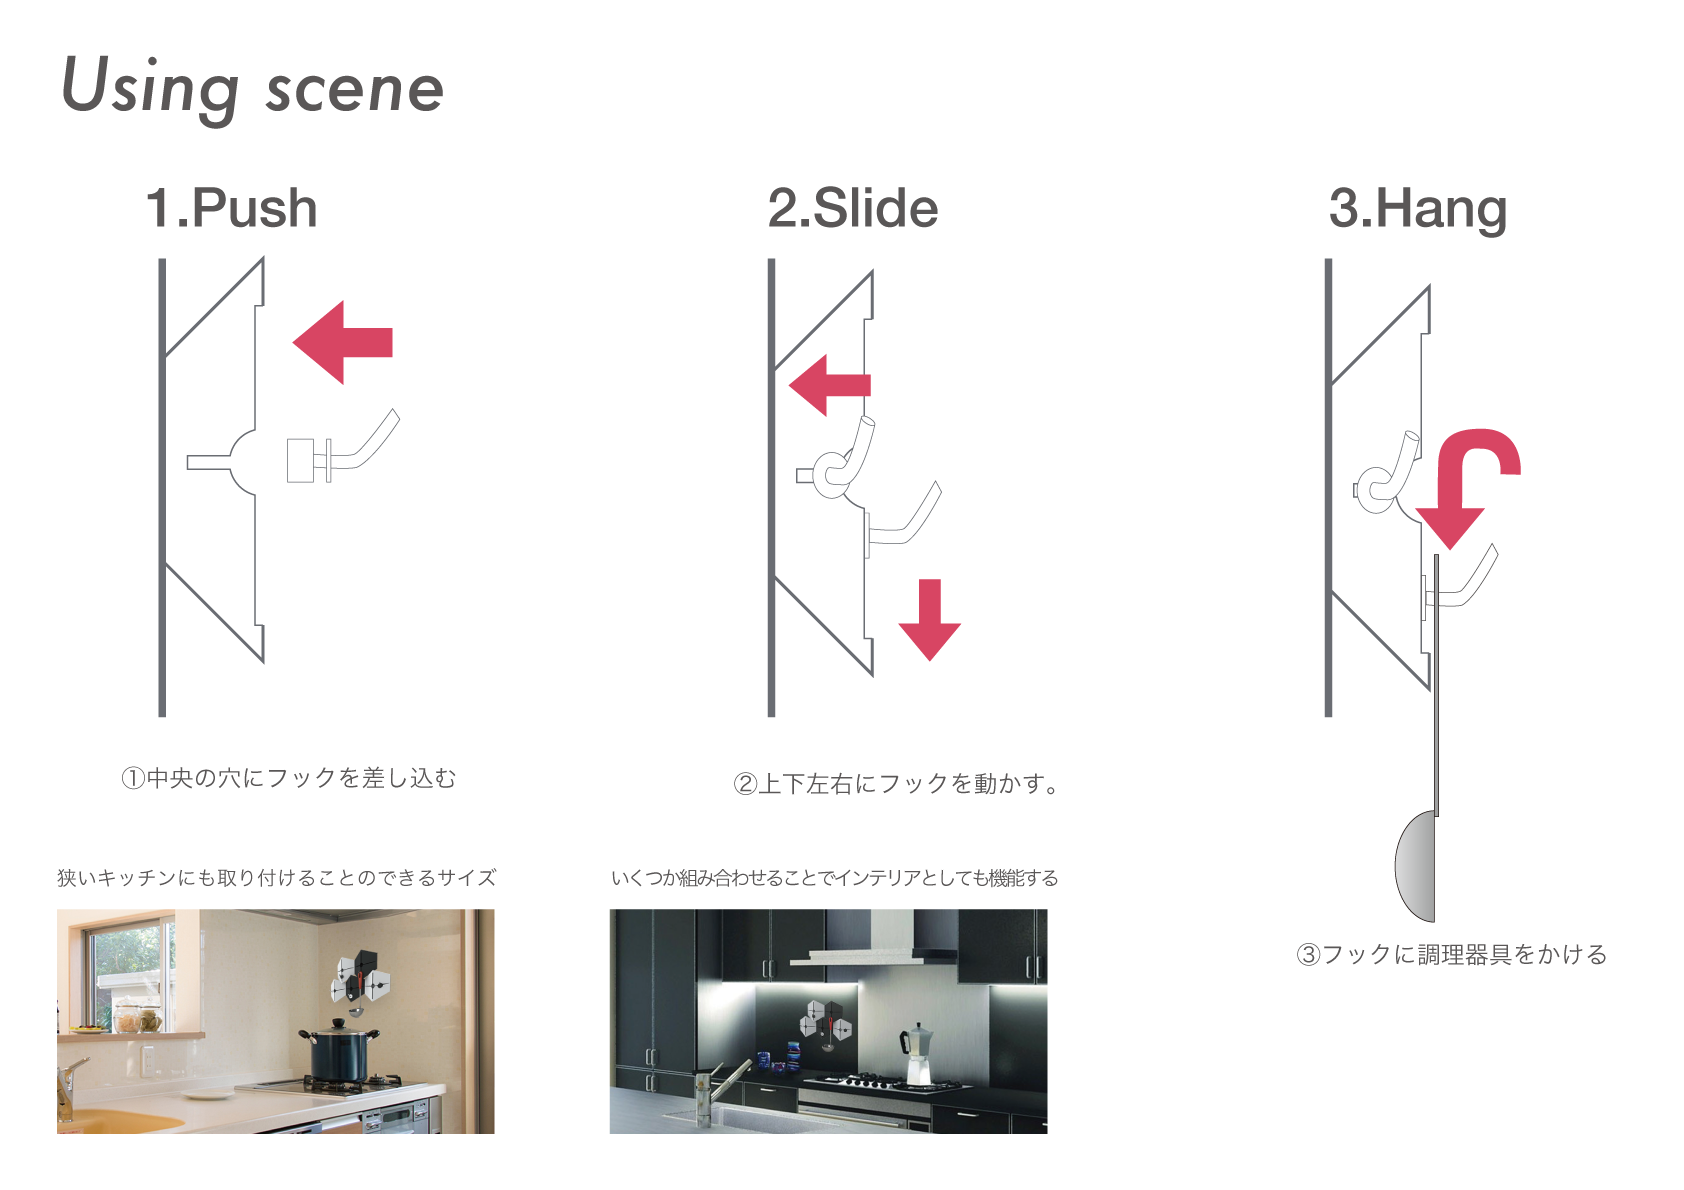 Using scene
1.Push
2.Slide
3.Hang
①中央の穴にフックを差し込む
②上下左右にフックを動かす。
③フックに調理器具をかける
狭いキッチンにも取り付けることのできるサイズ
いくつか組み合わせることでインテリアとしても機能する